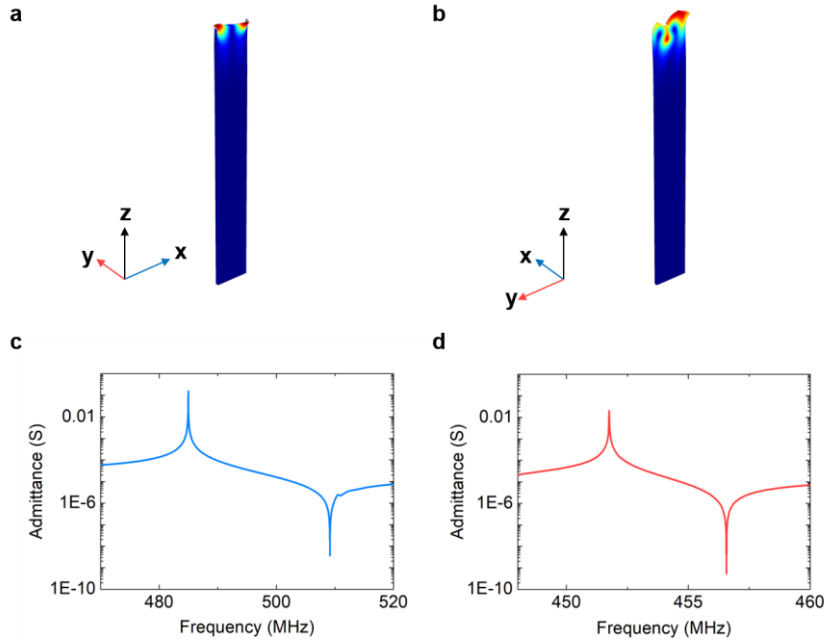 a
b
z
y
x
z
x
y
c
d
Admittance (S)
0.01
1E-6
1E-10
480
500
520
Frequency (MHz)
Admittance (S)
0.01
1E-6
1E-10
450
455
460
Frequency (MHz)